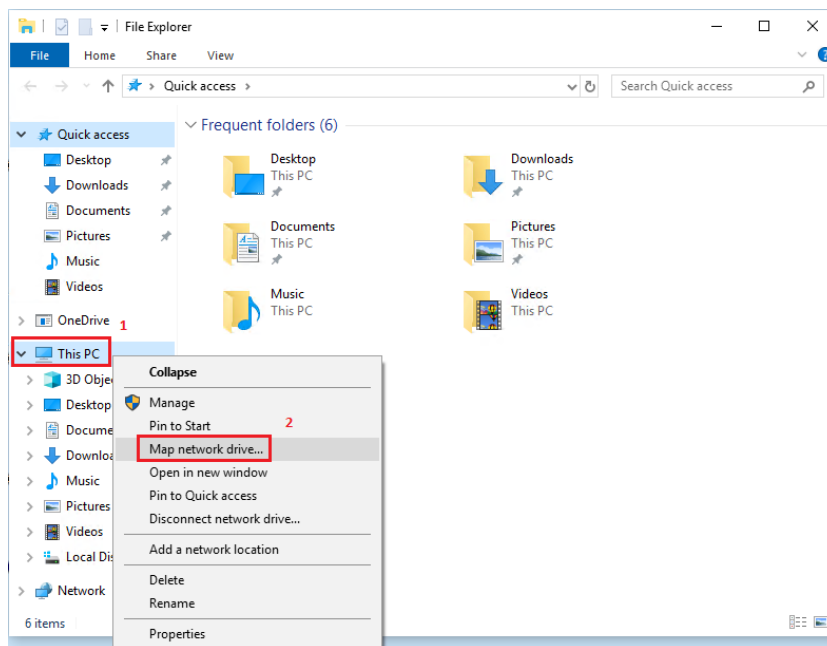 File Explorer
File Home Share View
Quick access
Search Quick access
Quick access
Desktop
Downloads
Documents
Pictures
Music
Videos
OneDrive
1
This PC
3D Obje
Desktop
Docume
Downloa
Music
Pictures
Videos
Local Dis
Network
6 items
Frequent folders (6)
Desktop
This PC
Downloads
This PC
Documents
This PC
Pictures
This PC
Music
This PC
Videos
This PC
Collapse
Manage
Pin to Start
2
Map network drive...
Open in new window
Pin to Quick access
Disconnect network drive...
Add a network location
Delete
Rename
Properties